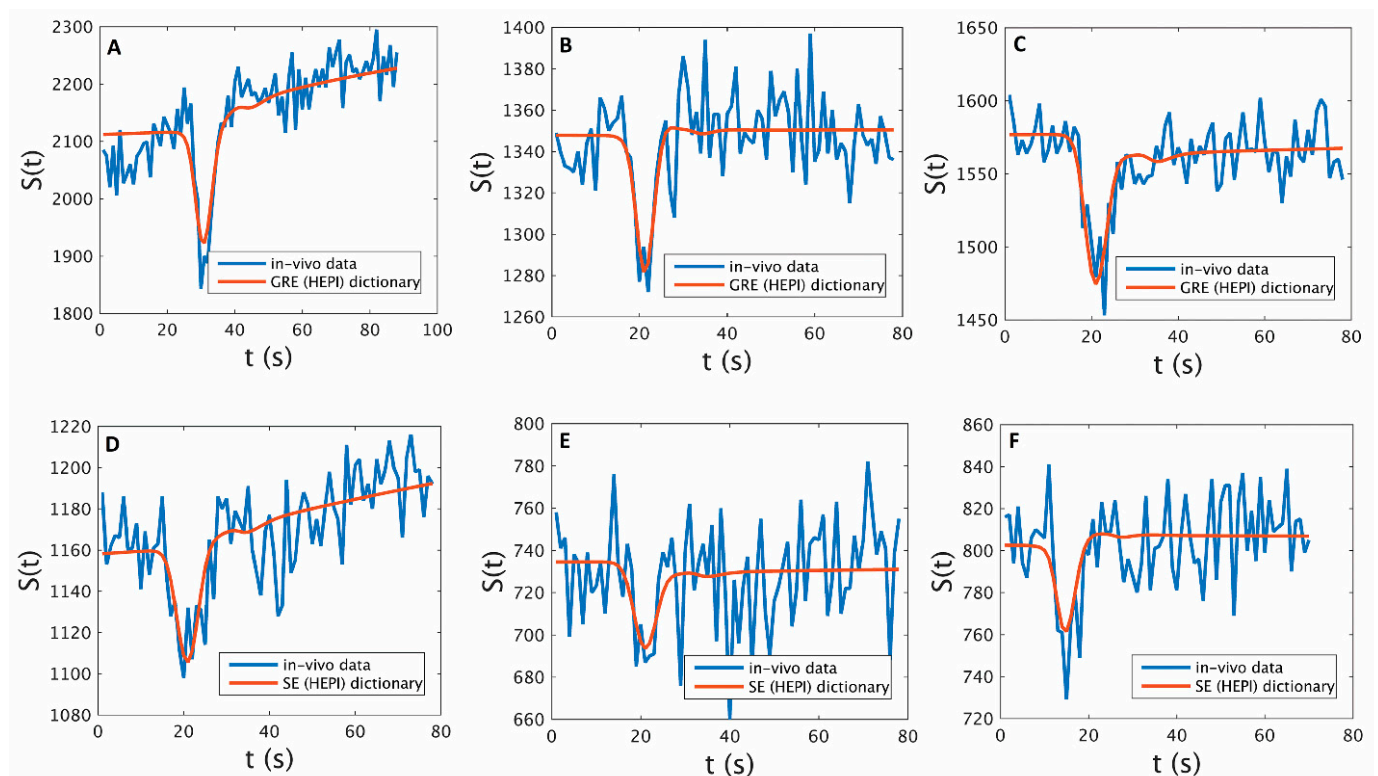 A
2300
2200
2100
2000
1900
1800
S(t)
in-vivo data
GRE (HEPI) dictionary
0 20 40 60 80 100
t (s)
B
1400
1380
1360
1340
1320
1300
1280
1260
S(t)
in-vivo data
GRE (HEPI) dictionary
0 20 40 60 80
t (s)
C
1650
1600
1550
1500
1450
S(t)
in-vivo data
GRE (HEPI) dictionary
0 20 40 60 80
t (s)
D
1220
1200
1180
1160
1140
1120
1100
1080
S(t)
in-vivo data
SE (HEPI) dictionary
0 20 40 60 80
t (s)
E
800
780
760
740
720
700
680
660
S(t)
in-vivo data
SE (HEPI) dictionary
0 20 40 60 80
t (s)
F
860
840
820
800
780
760
740
720
S(t)
in-vivo data
SE (HEPI) dictionary
0 20 40 60 80
t (s)